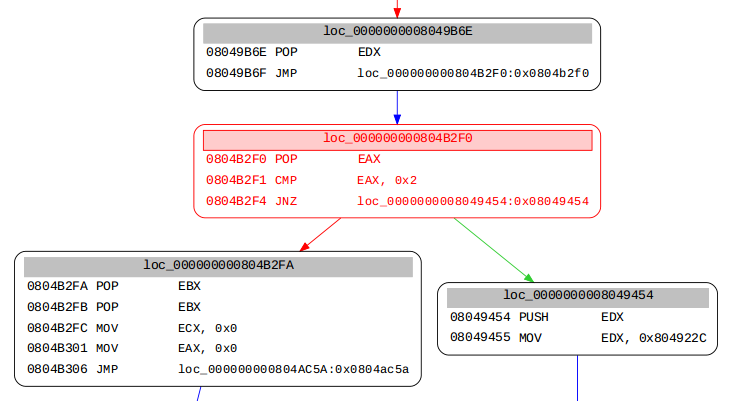 loc_0000000008049B6E
08049B6E POP EDX
08049B6F JMP loc_000000000804B2F0:0x0804b2f0
loc_000000000804B2F0
0804B2F0 POP EAX
0804B2F1 CMP EAX, 0x2
0804B2F4 JNZ loc_0000000008049454:0x08049454
loc_000000000804B2FA
0804B2FA POP EBX
0804B2FB POP EBX
0804B2FC MOV ECX, 0x0
0804B301 MOV EAX, 0x0
0804B306 JMP loc_000000000804AC5A:0x0804ac5a
loc_0000000008049454
08049454 PUSH EDX
08049455 MOV EDX, 0x804922C